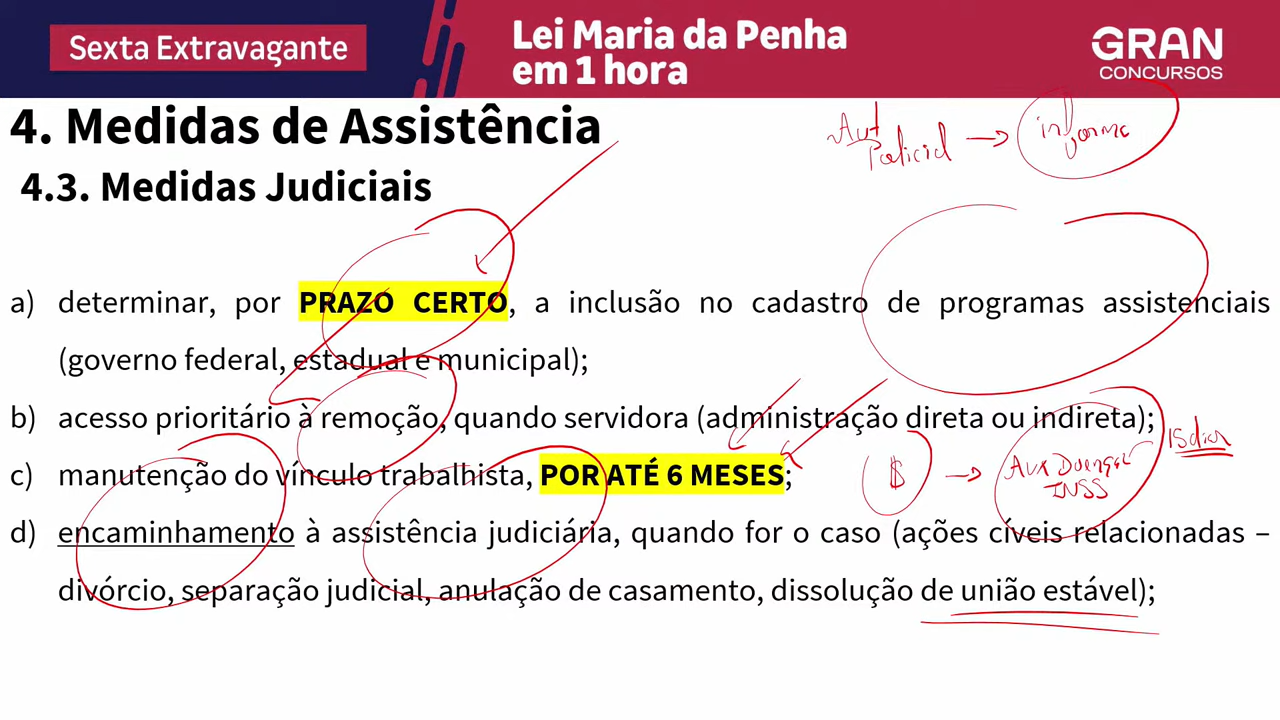 Sexta Extravagante
Lei Maria da Penha
em 1 hora
GRAN
CONCURSOS
4. Medidas de Assistência
Aut Policial → informa
4.3. Medidas Judiciais
a) determinar, por PRAZO CERTO, a inclusão no cadastro de programas assistenciais
(governo federal, estadual e municipal);
b) acesso prioritário à remoção, quando servidora (administração direta ou indireta);
15 dias
c) manutenção do vínculo trabalhista, POR ATÉ 6 MESES;
$ → Aux Doença
INSS
d) encaminhamento à assistência judiciária, quando for o caso (ações cíveis relacionadas –
divórcio, separação judicial, anulação de casamento, dissolução de união estável);